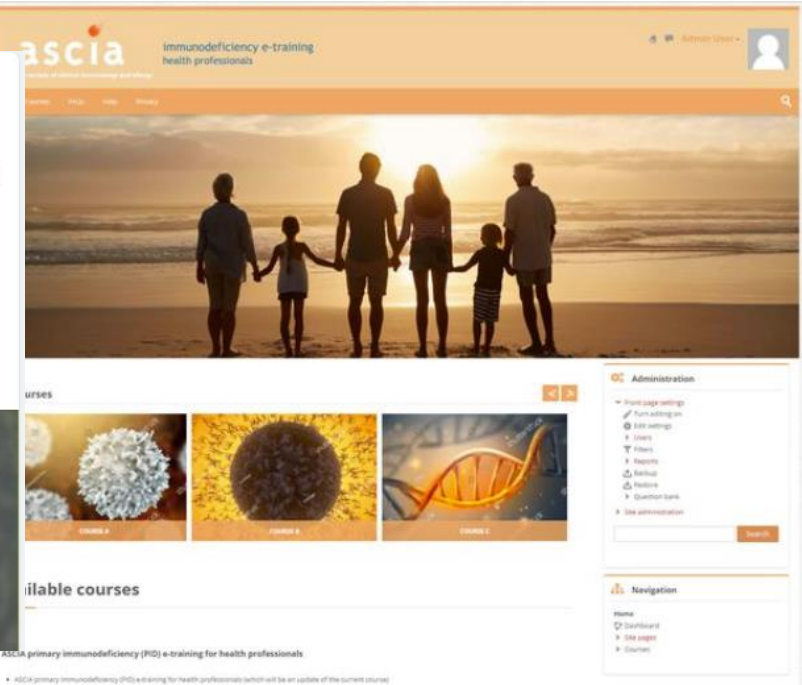 ascia
immunodeficiency e-training
health professionals
Admin User
Courses FAQs Help Privacy
urses
< >
COURSE A
COURSE B
COURSE C
ilable courses
ASCIA primary immunodeficiency (PID) e-training for health professionals
ASCIA primary immunodeficiency (PID) e-training for health professionals (which will be an update of the current course)
Administration
Front page settings
Turn editing on
Edit settings
Users
Filters
Reports
Backup
Restore
Question bank
Site administration
Search
Navigation
Home
Dashboard
Site pages
Courses